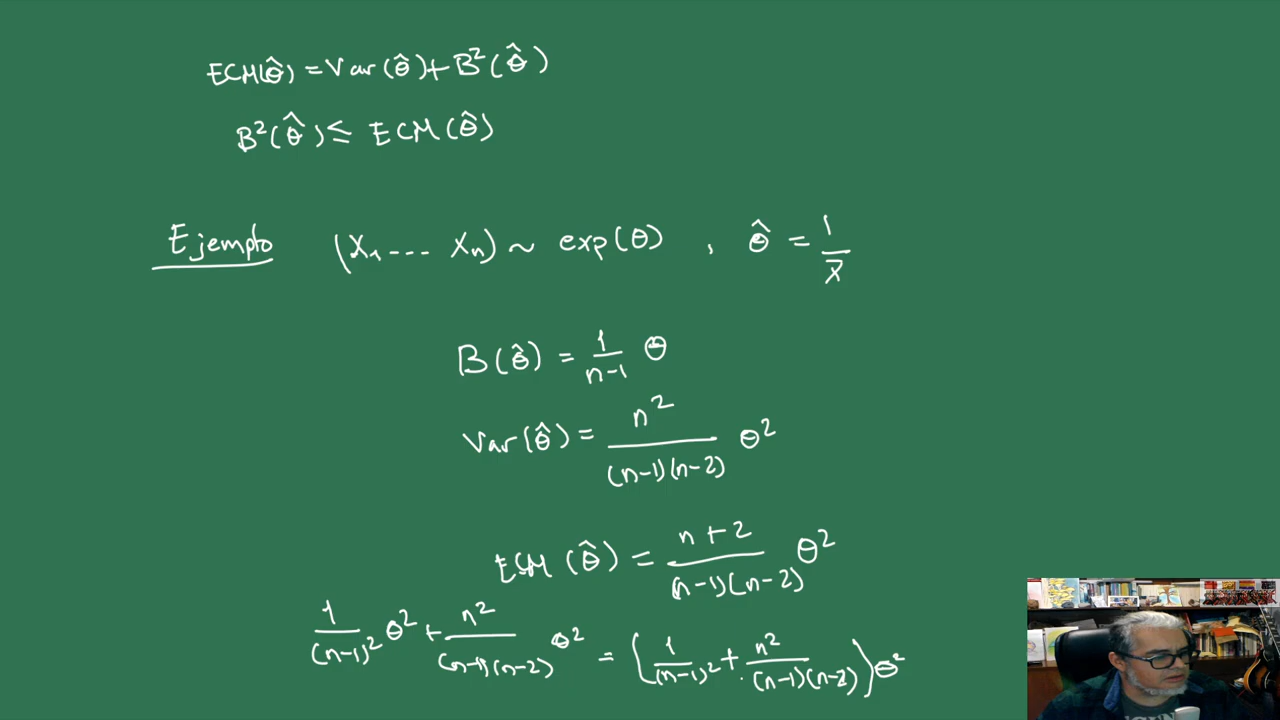 ECM(θ̂) = Var(θ̂) + B²(θ̂)
B²(θ̂) ≤ ECM(θ̂)
Ejemplo (X₁ ... Xₙ) ~ exp(θ) , θ̂ = 1/x̄
B(θ̂) = 1/(n-1) θ
Var(θ̂) = n²/((n-1)(n-2)) θ²
ECM(θ̂) = (n+2)/((n-1)(n-2)) θ²
1/(n-1)² θ² + n²/((n-1)(n-2)) θ² = (1/(n-1)² + n²/((n-1)(n-2))) θ²